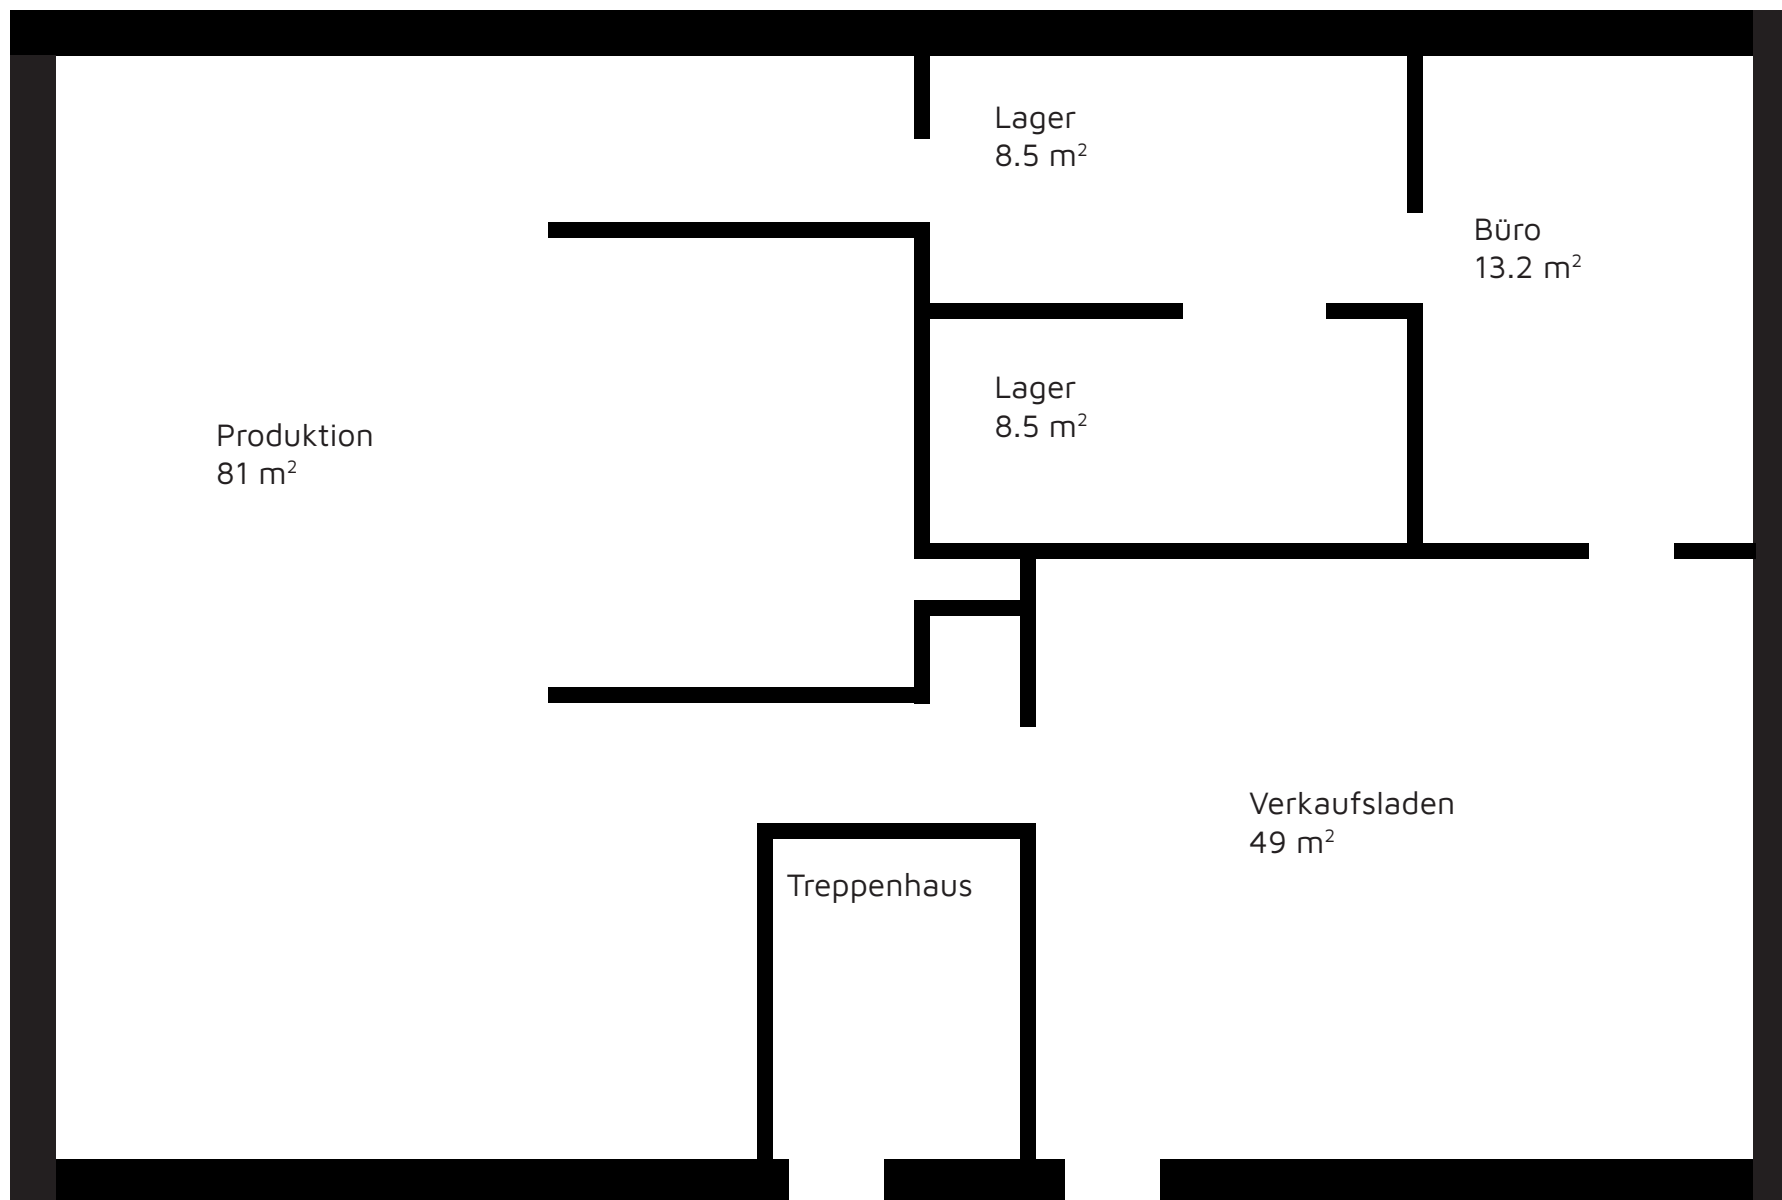 Lager
8.5 m²
Büro
13.2 m²
Lager
8.5 m²
Produktion
81 m²
Verkaufsladen
49 m²
Treppenhaus